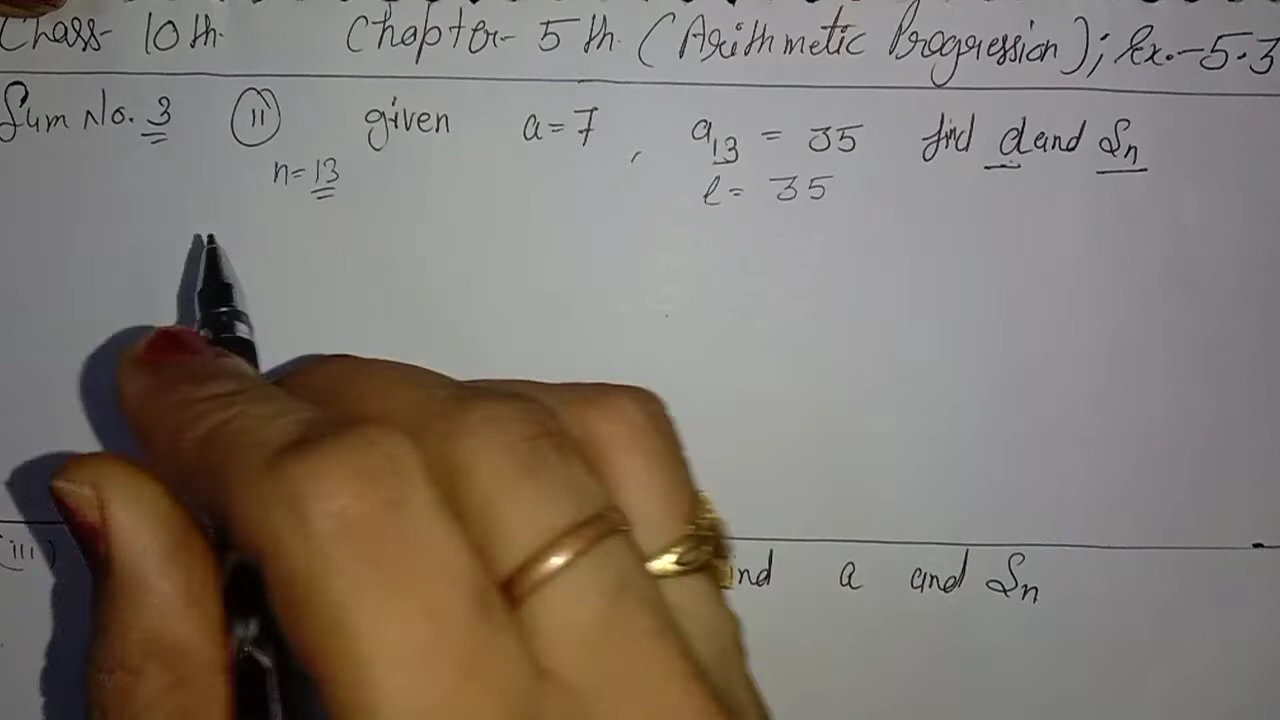 Class- 10th. Chapter- 5th. (Arithmetic Progression); Ex.-5.3
Sum No. 3 (ii) given a=7, a13 = 35 find d and Sn
n=13 l= 35
(iii) ind a and Sn